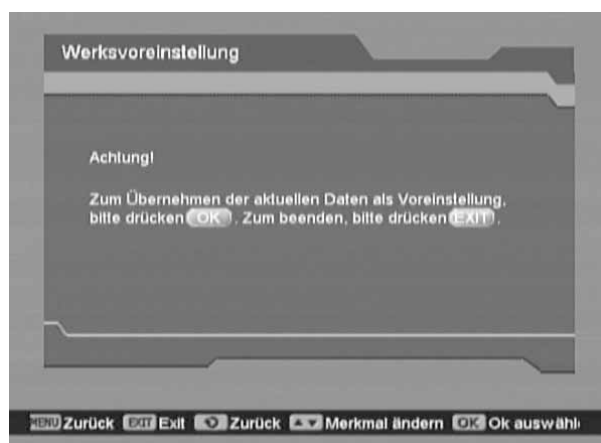 Werksvoreinstellung
Achtung!
Zum Übernehmen der aktuellen Daten als Voreinstellung,
bitte drücken OK . Zum beenden, bitte drücken EXIT .
MENU Zurück EXIT Exit Zurück Merkmal ändern OK Ok auswähl